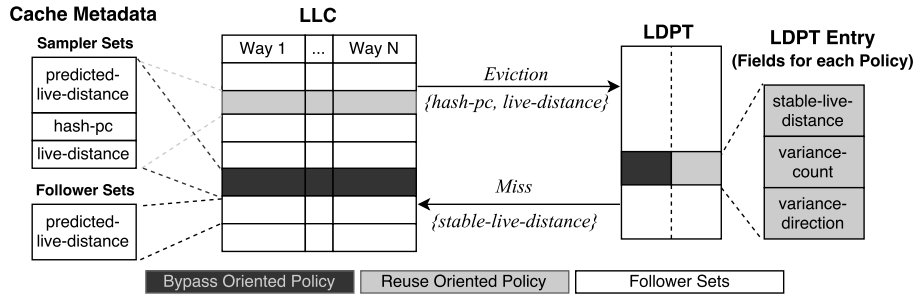 Cache Metadata
Sampler Sets
predicted-
live-distance
hash-pc
live-distance
Follower Sets
predicted-
live-distance
LLC
Way 1
...
Way N
Eviction
{hash-pc, live-distance}
Miss
{stable-live-distance}
LDPT
LDPT Entry
(Fields for each Policy)
stable-live-
distance
variance-
count
variance-
direction
Bypass Oriented Policy
Reuse Oriented Policy
Follower Sets